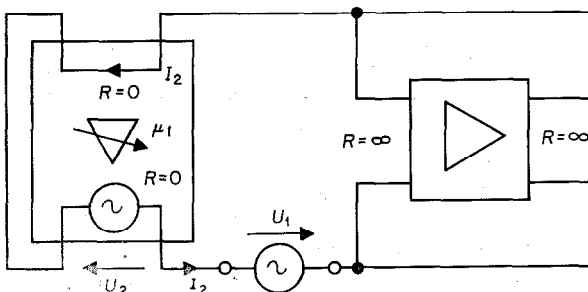 I₂
R=0
μ₁
R=0
R=∞
R=∞
U₁
U₂
I₂